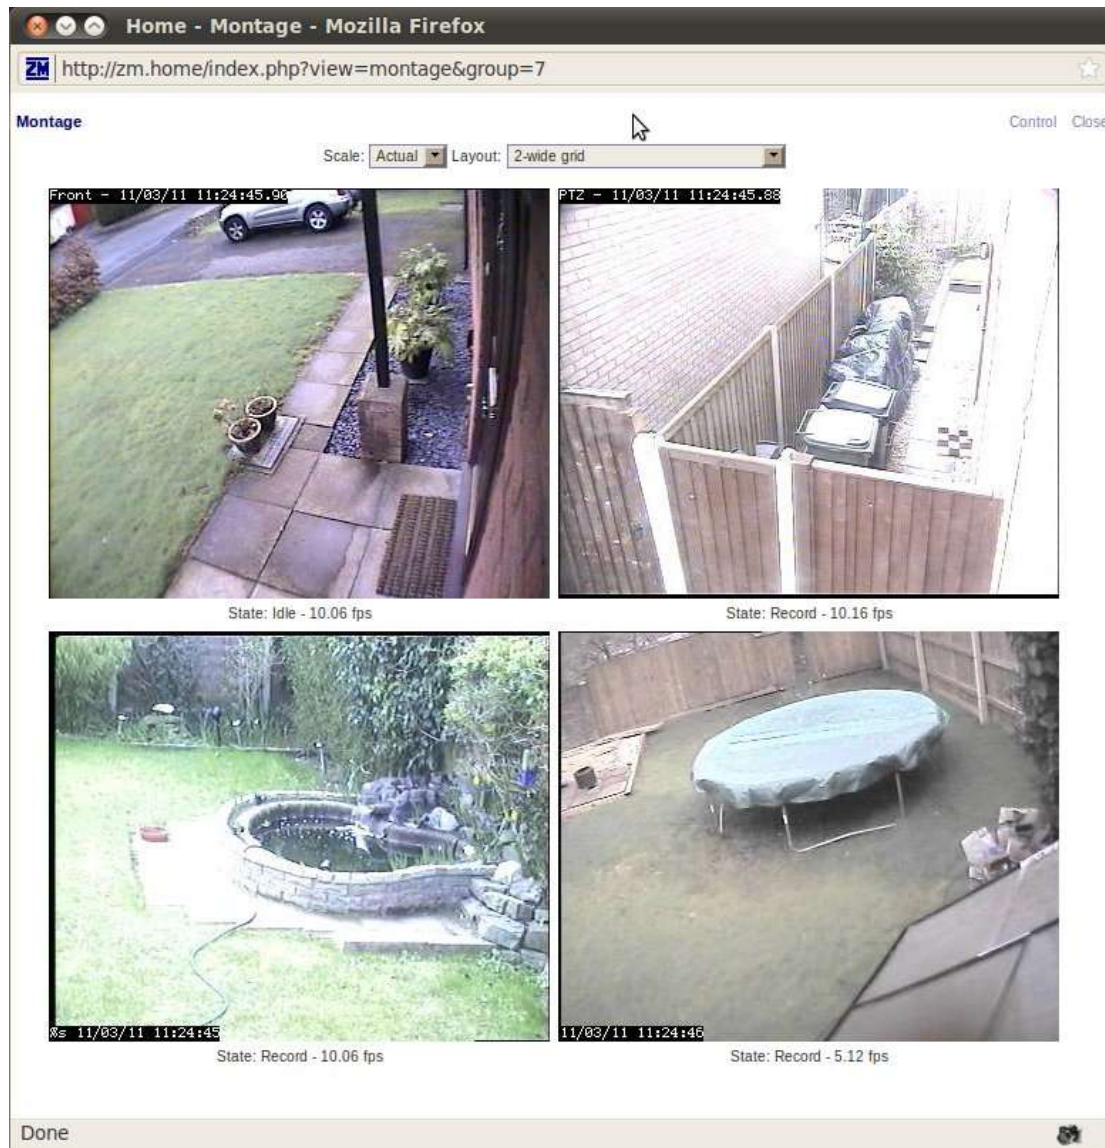 Home - Montage - Mozilla Firefox
ZM http://zm.home/index.php?view=montage&group=7
Montage
Control Close
Scale: Actual Layout: 2-wide grid
Front - 11/03/11 11:24:45.90
PTZ - 11/03/11 11:24:45.88
State: Idle - 10.06 fps
State: Record - 10.16 fps
%s 11/03/11 11:24:45
11/03/11 11:24:46
State: Record - 10.06 fps
State: Record - 5.12 fps
Done